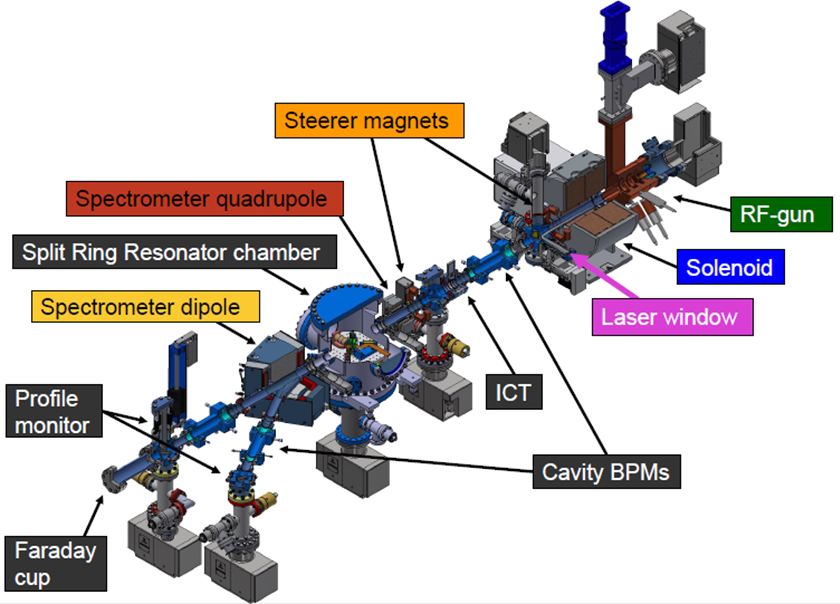 Steerer magnets
Spectrometer quadrupole
RF-gun
Split Ring Resonator chamber
Solenoid
Spectrometer dipole
Laser window
ICT
Profile
monitor
Cavity BPMs
Faraday
cup